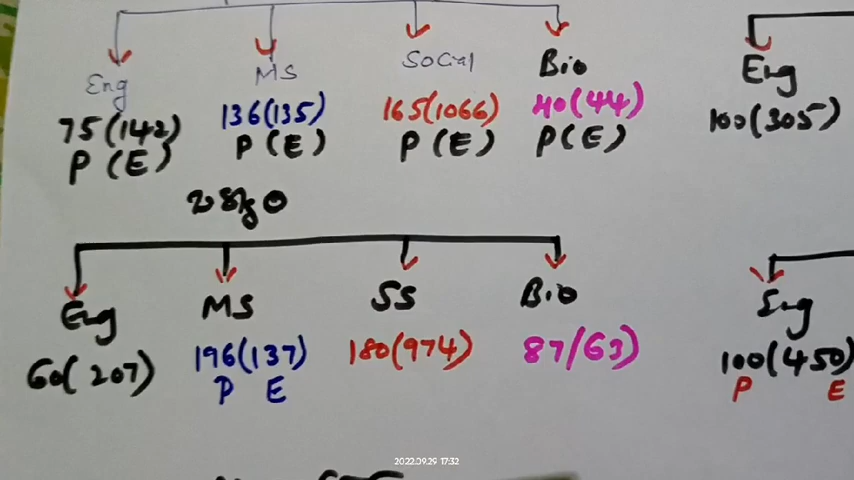 Eng MS Social Bio Eng
75(142) 136(135) 165(1066) 40(44) 100(305)
P (E) P (E) P (E) P(E)
Eng MS SS Bio Eng
60(207) 196(137) 180(974) 87/63) 100(450)
P E P E
2022.09.29 17:32